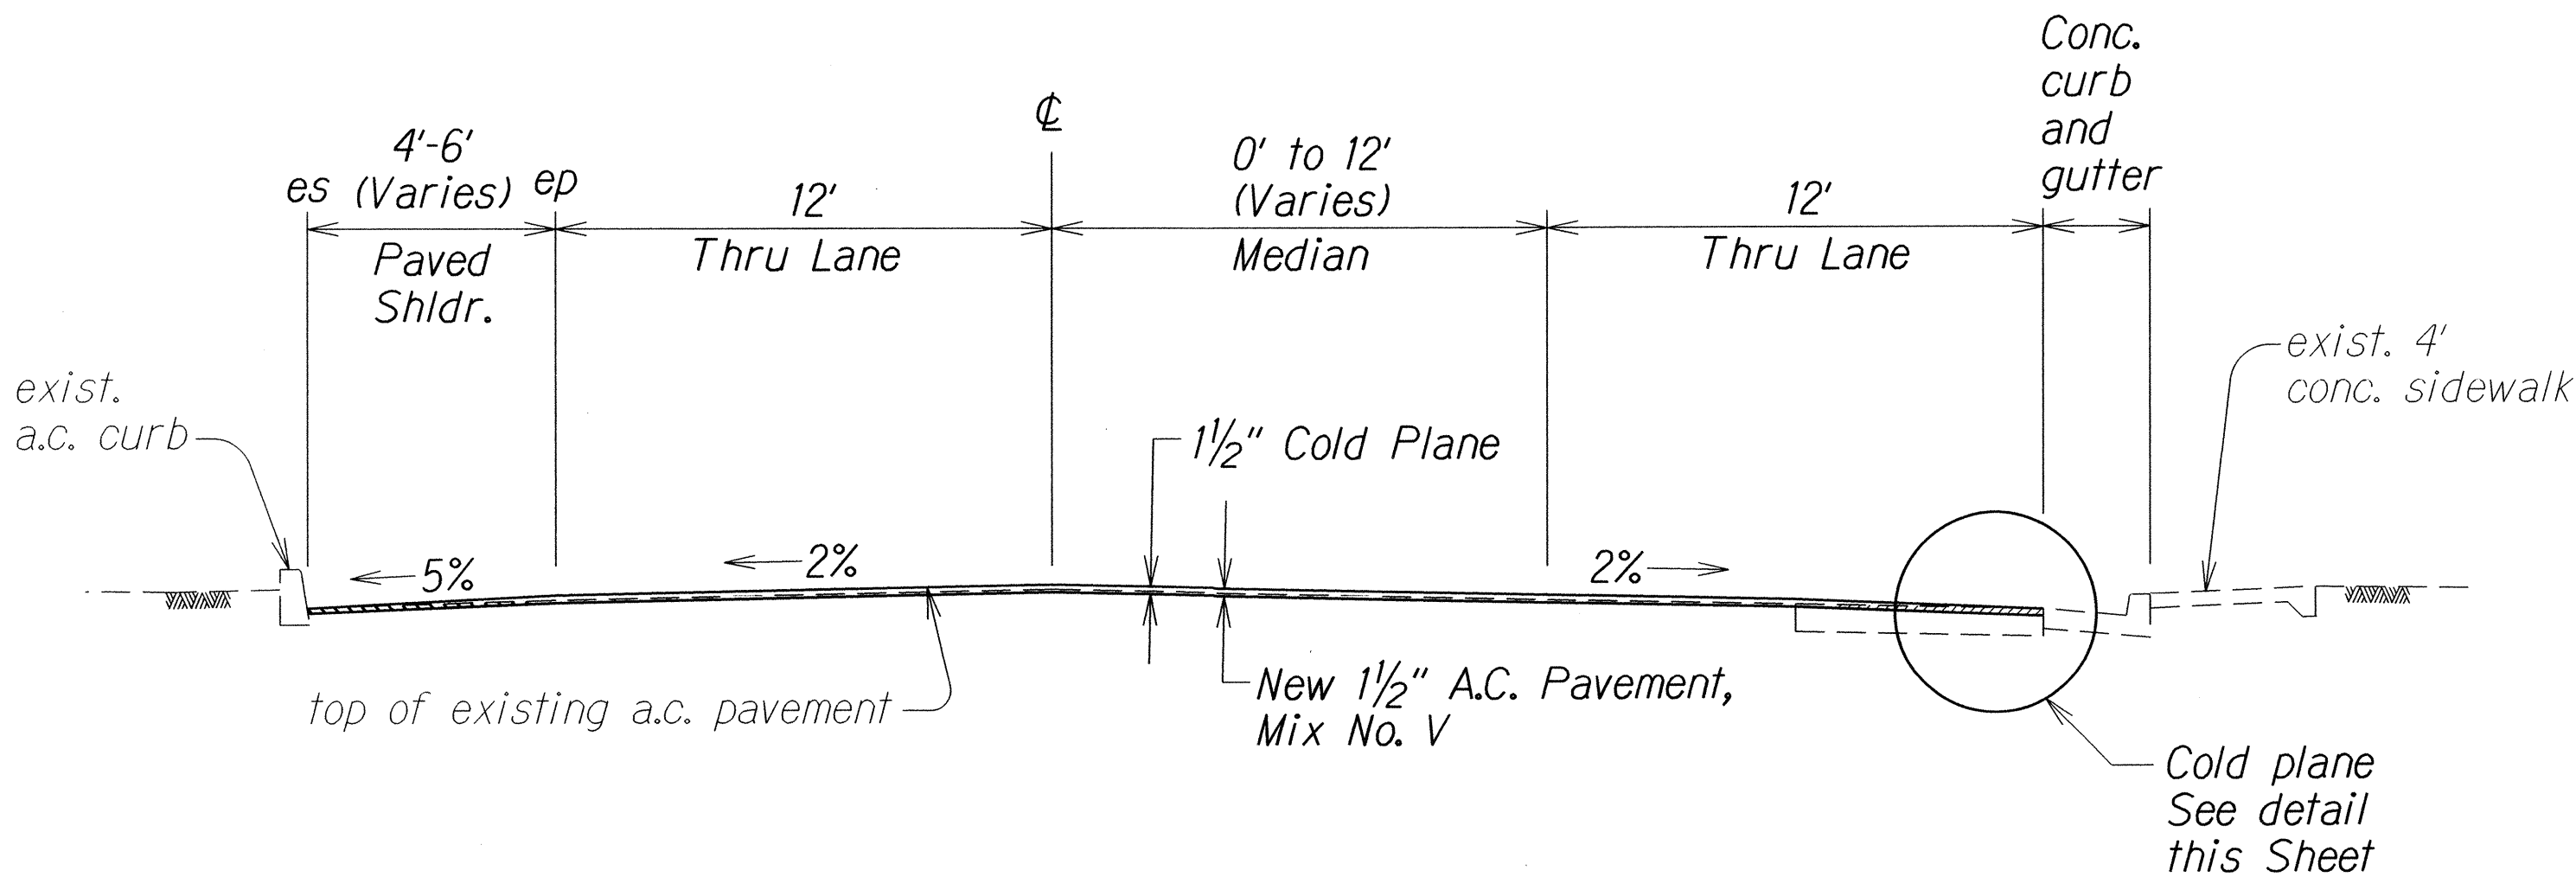 Conc.
curb
and
gutter
℄
4'-6'
(Varies)
es
ep
12'
0' to 12'
(Varies)
12'
Paved
Shldr.
Thru Lane
Median
Thru Lane
exist.
a.c. curb
exist. 4'
conc. sidewalk
1½" Cold Plane
5%
2%
2%
top of existing a.c. pavement
New 1½" A.C. Pavement,
Mix No. V
Cold plane
See detail
this Sheet